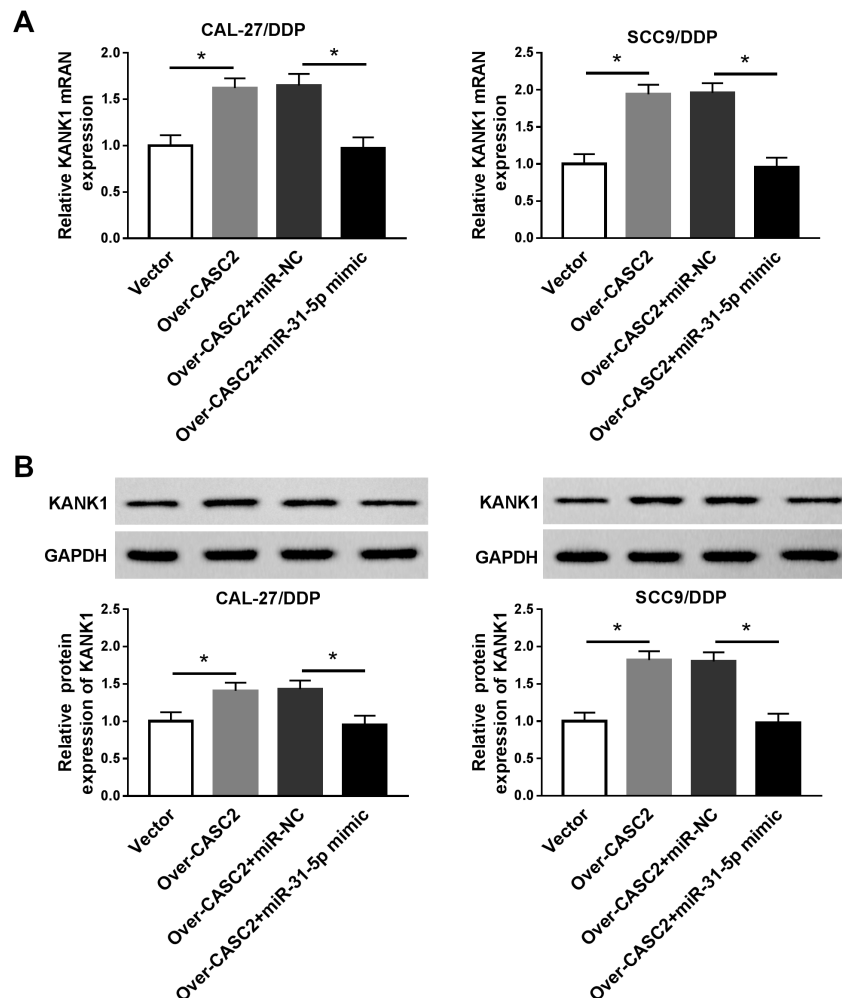 A
CAL-27/DDP
Relative KANK1 mRAN
expression
2.0
1.5
1.0
0.5
0.0
*
*
Vector
Over-CASC2
Over-CASC2+miR-NC
Over-CASC2+miR-31-5p mimic
SCC9/DDP
Relative KANK1 mRAN
expression
2.5
2.0
1.5
1.0
0.5
0.0
*
*
Vector
Over-CASC2
Over-CASC2+miR-NC
Over-CASC2+miR-31-5p mimic
B
KANK1
GAPDH
CAL-27/DDP
Relative protein
expression of KANK1
2.5
2.0
1.5
1.0
0.5
0.0
*
*
Vector
Over-CASC2
Over-CASC2+miR-NC
Over-CASC2+miR-31-5p mimic
KANK1
GAPDH
SCC9/DDP
Relative protein
expression of KANK1
2.5
2.0
1.5
1.0
0.5
0.0
*
*
Vector
Over-CASC2
Over-CASC2+miR-NC
Over-CASC2+miR-31-5p mimic